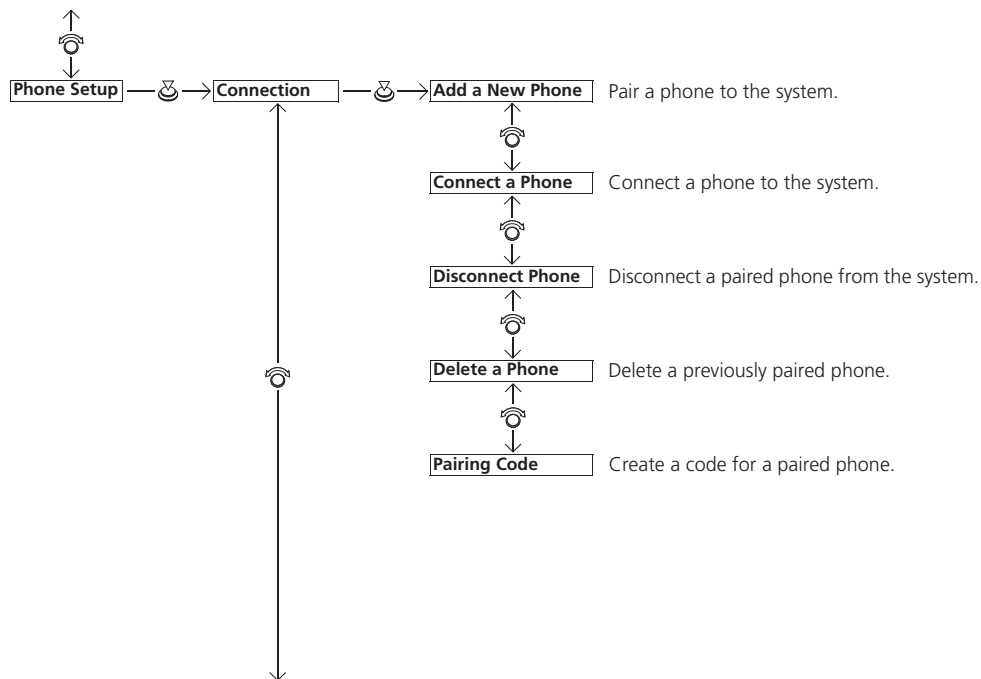 Phone Setup
Connection
Add a New Phone
Pair a phone to the system.
Connect a Phone
Connect a phone to the system.
Disconnect Phone
Disconnect a paired phone from the system.
Delete a Phone
Delete a previously paired phone.
Pairing Code
Create a code for a paired phone.